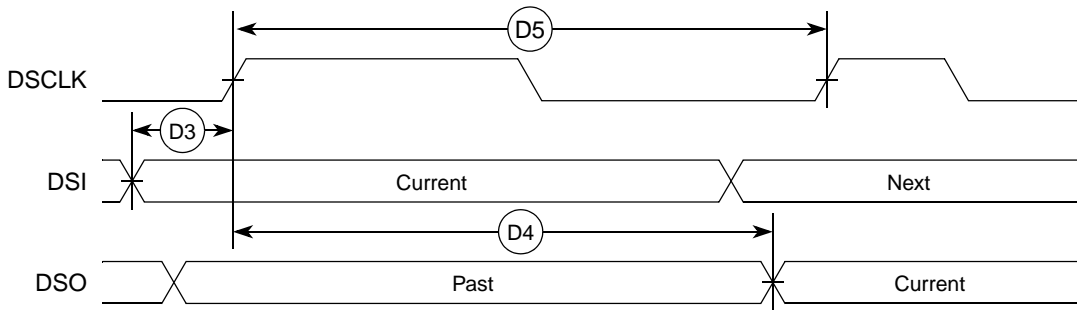 D5
DSCLK
D3
DSI
Current
Next
D4
DSO
Past
Current